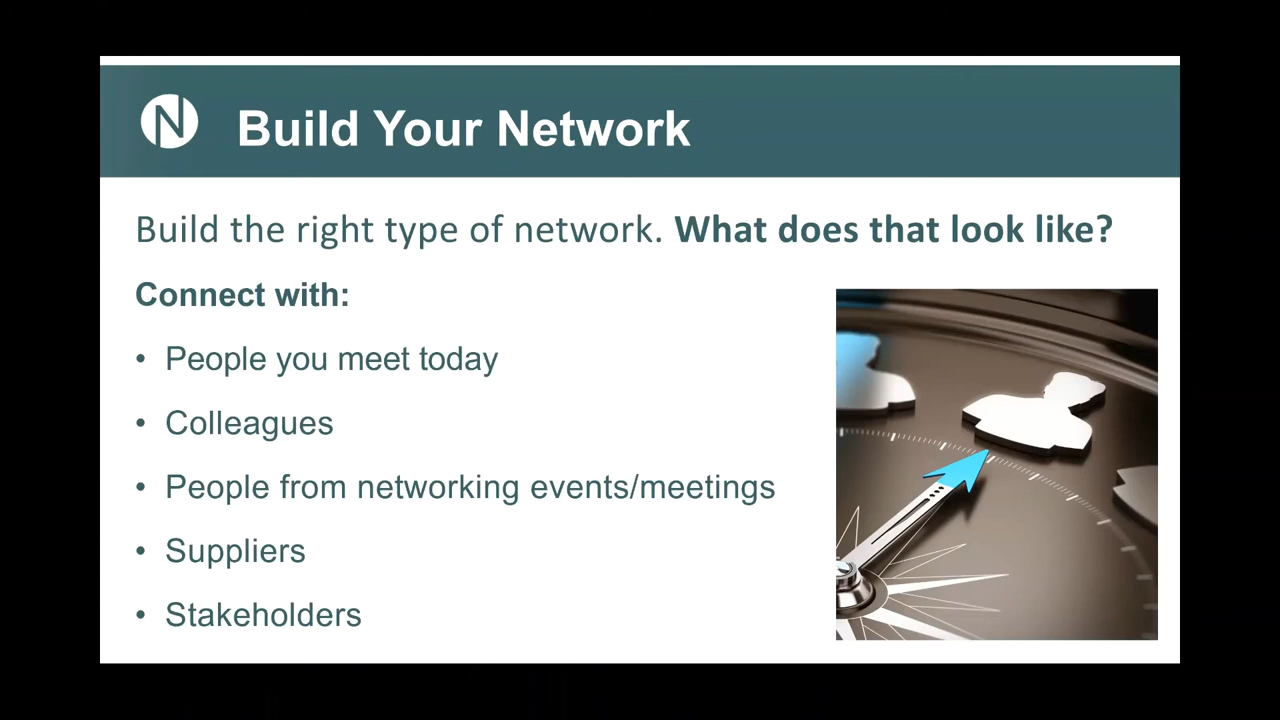 N Build Your Network
Build the right type of network. What does that look like?
Connect with:
• People you meet today
• Colleagues
• People from networking events/meetings
• Suppliers
• Stakeholders